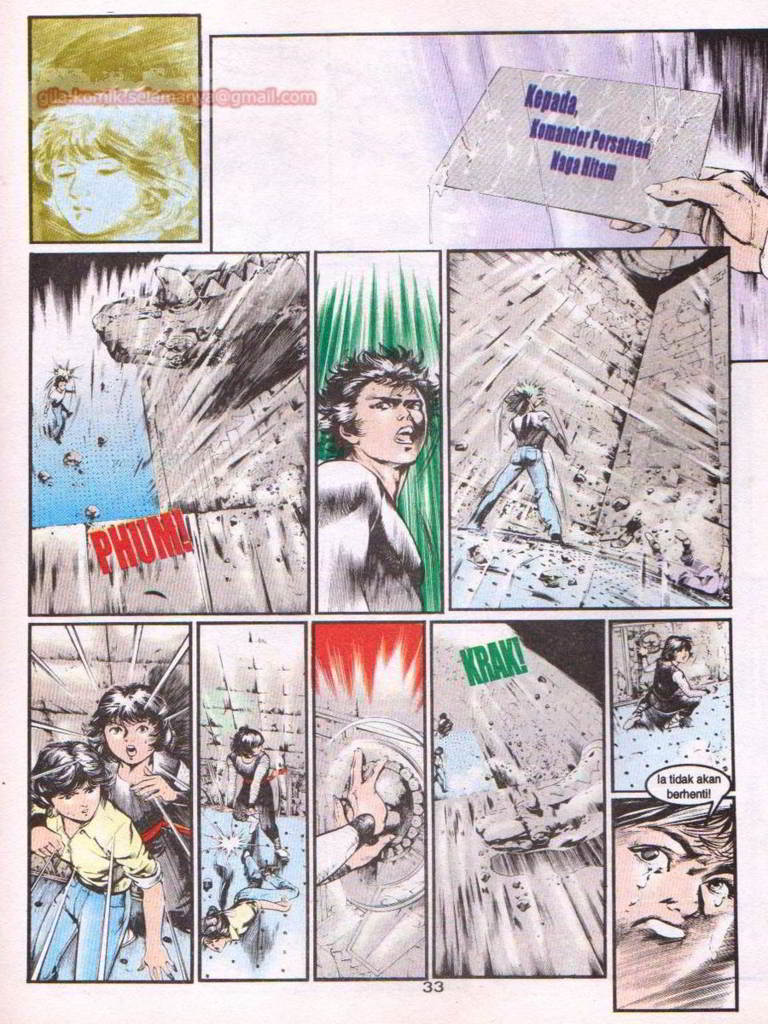 gila-komik.selamanya@gmail.com
Kepada,
Komander Persatuan
Naga Hitam
PHUM!
KRAK!
Ia tidak akan
berhenti!
33